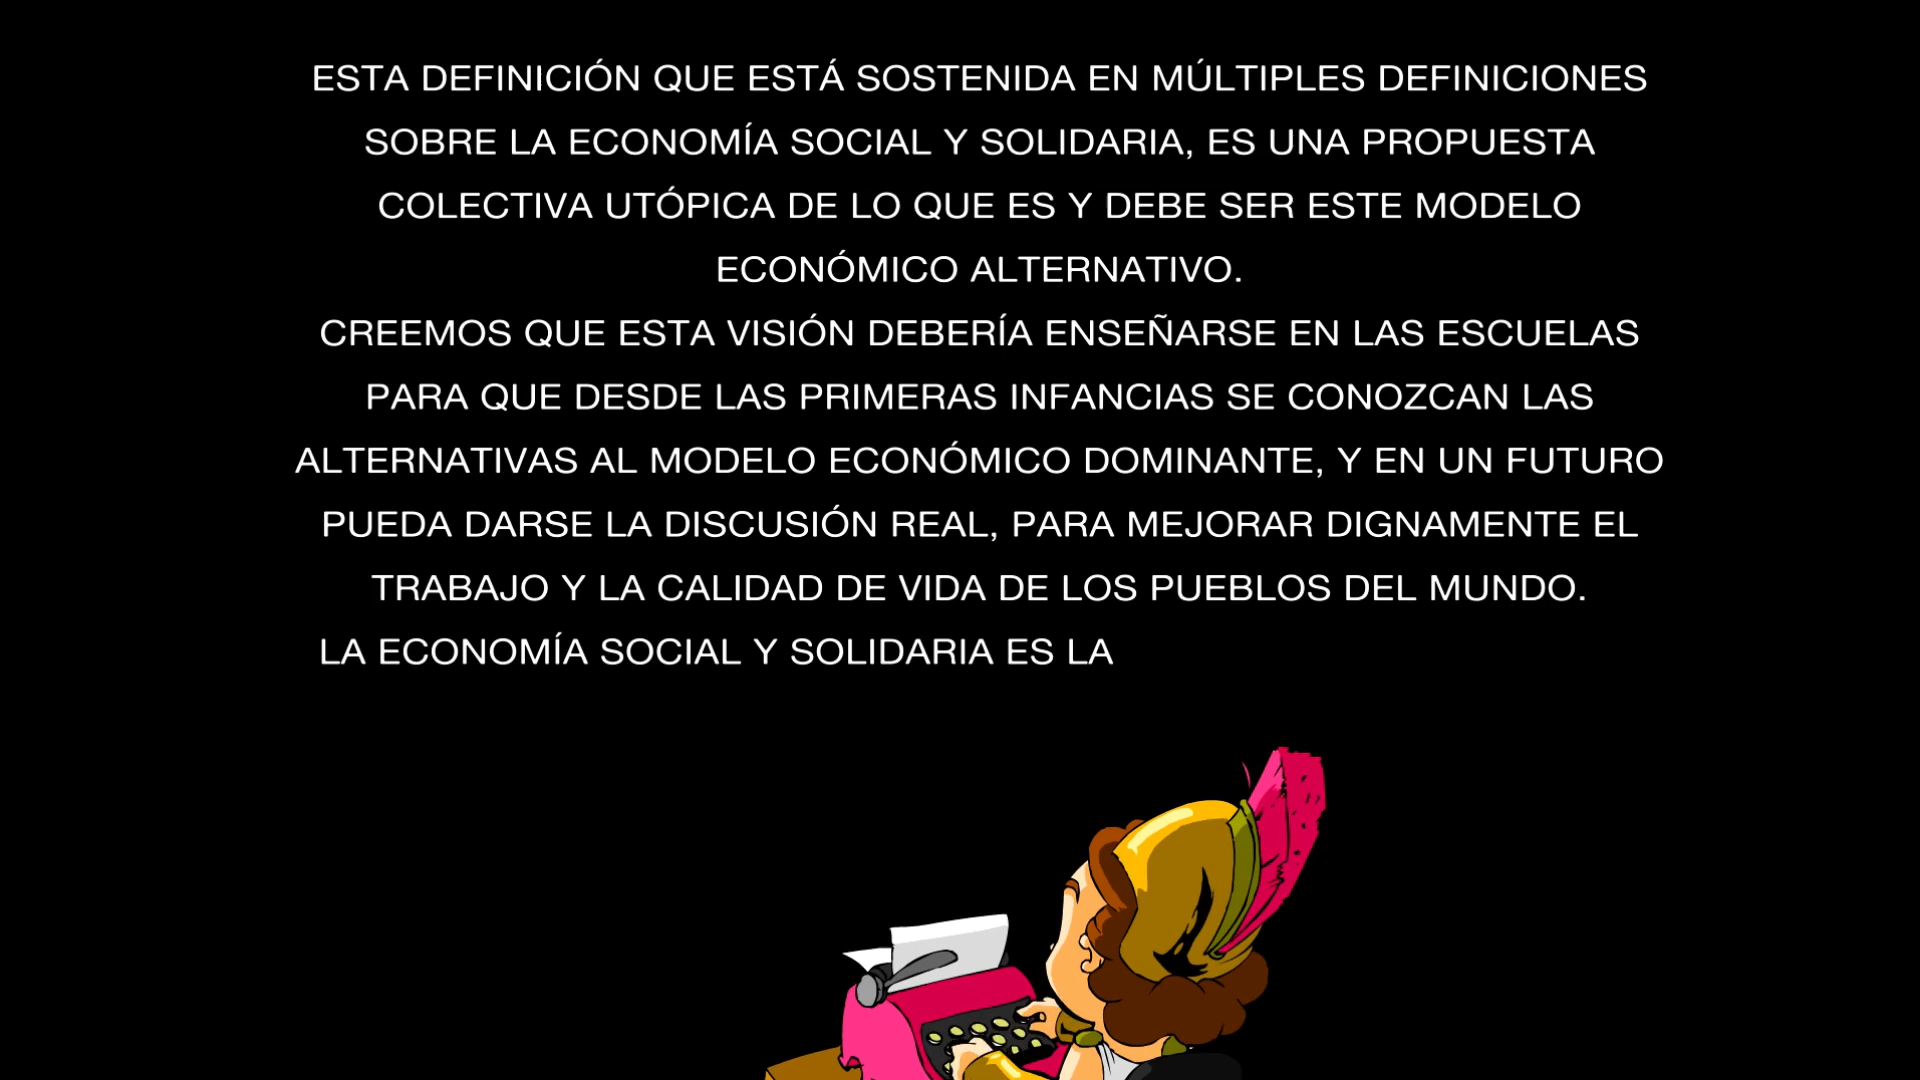 ESTA DEFINICIÓN QUE ESTÁ SOSTENIDA EN MÚLTIPLES DEFINICIONES
SOBRE LA ECONOMÍA SOCIAL Y SOLIDARIA, ES UNA PROPUESTA
COLECTIVA UTÓPICA DE LO QUE ES Y DEBE SER ESTE MODELO
ECONÓMICO ALTERNATIVO.
CREEMOS QUE ESTA VISIÓN DEBERÍA ENSEÑARSE EN LAS ESCUELAS
PARA QUE DESDE LAS PRIMERAS INFANCIAS SE CONOZCAN LAS
ALTERNATIVAS AL MODELO ECONÓMICO DOMINANTE, Y EN UN FUTURO
PUEDA DARSE LA DISCUSIÓN REAL, PARA MEJORAR DIGNAMENTE EL
TRABAJO Y LA CALIDAD DE VIDA DE LOS PUEBLOS DEL MUNDO.
LA ECONOMÍA SOCIAL Y SOLIDARIA ES LA